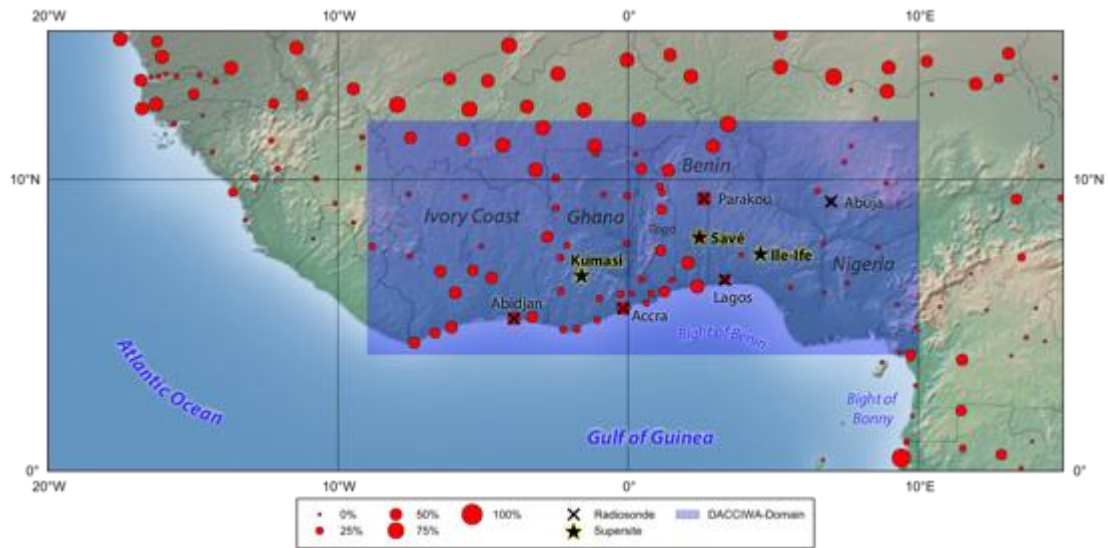 20°W 10°W 0° 10°E
10°N 10°N
Benin
Parakou Abuja
Ivory Coast Ghana
Togo Savé
Ile-Ife
Kumasi Nigeria
Abidjan Lagos
Accra
Bight of Benin
Atlantic Ocean
Bight of
Bonny
Gulf of Guinea
0° 0°
20°W 10°W 0° 10°E
0% 50% 100% Radiosonde DACCIWA-Domain
25% 75% Supersite